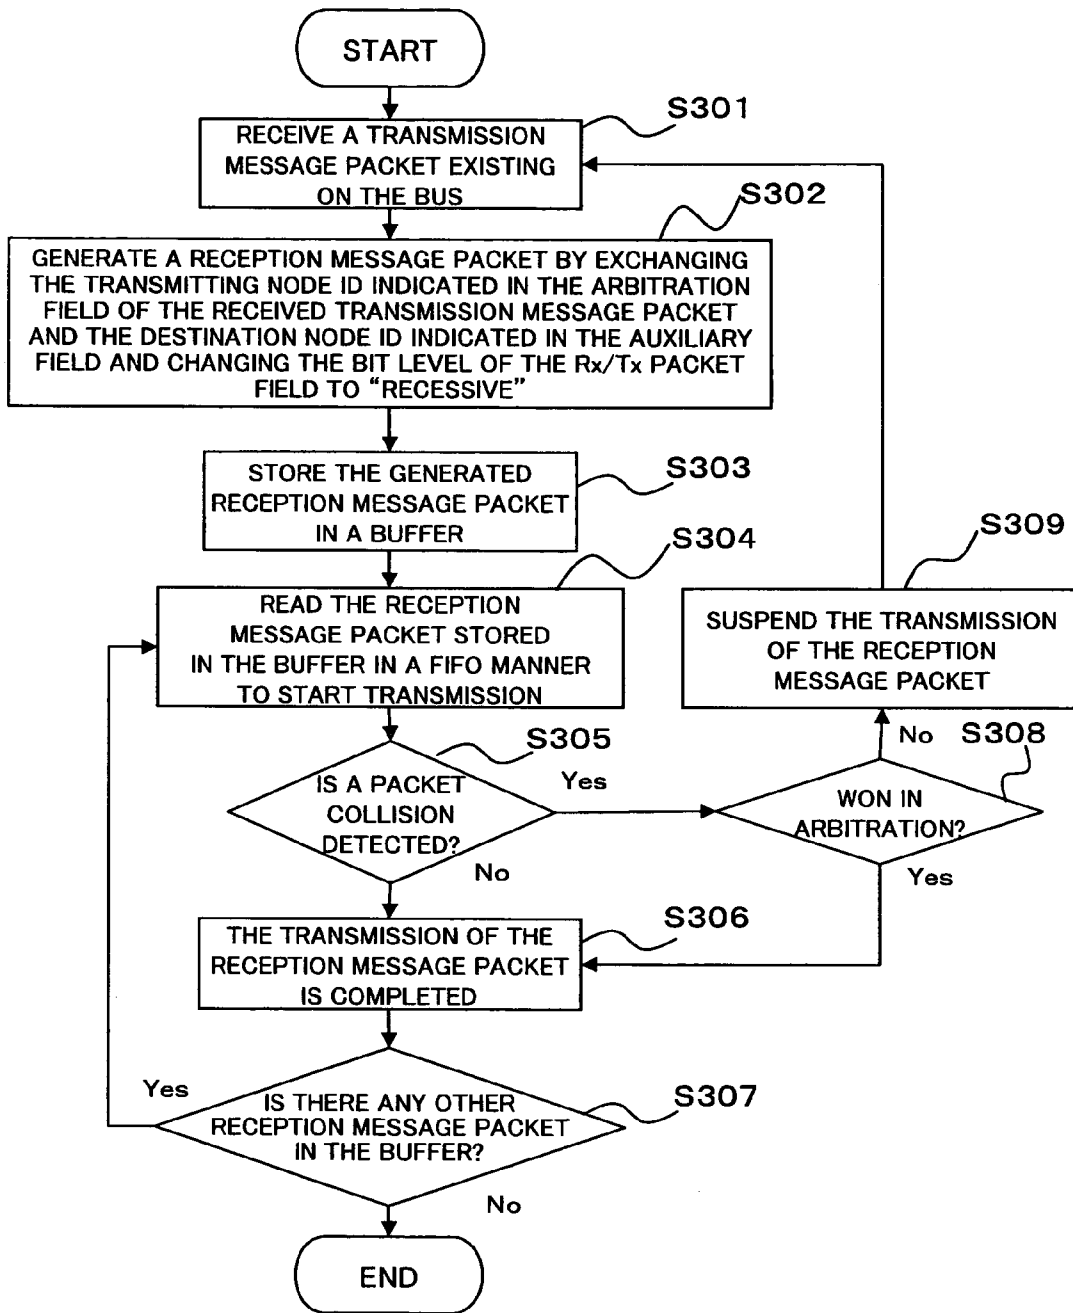 START
S301
RECEIVE A TRANSMISSION
MESSAGE PACKET EXISTING
ON THE BUS
S302
GENERATE A RECEPTION MESSAGE PACKET BY EXCHANGING
THE TRANSMITTING NODE ID INDICATED IN THE ARBITRATION
FIELD OF THE RECEIVED TRANSMISSION MESSAGE PACKET
AND THE DESTINATION NODE ID INDICATED IN THE AUXILIARY
FIELD AND CHANGING THE BIT LEVEL OF THE Rx/Tx PACKET
FIELD TO “RECESSIVE”
S303
STORE THE GENERATED
RECEPTION MESSAGE PACKET
IN A BUFFER
S304
READ THE RECEPTION
MESSAGE PACKET STORED
IN THE BUFFER IN A FIFO MANNER
TO START TRANSMISSION
S309
SUSPEND THE TRANSMISSION
OF THE RECEPTION
MESSAGE PACKET
S305
IS A PACKET
COLLISION
DETECTED?
Yes
No
S308
No
WON IN
ARBITRATION?
Yes
S306
THE TRANSMISSION OF THE
RECEPTION MESSAGE PACKET
IS COMPLETED
S307
Yes
IS THERE ANY OTHER
RECEPTION MESSAGE PACKET
IN THE BUFFER?
No
END